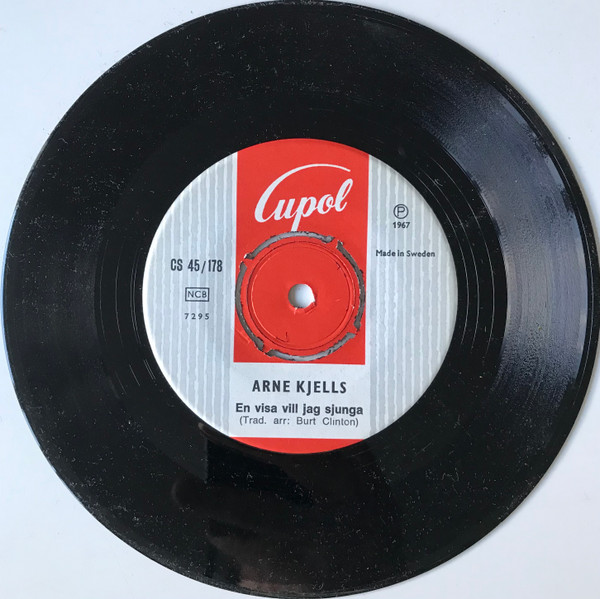 Cupol
℗
1967
CS 45/178
Made in Sweden
NCB
7295
ARNE KJELLS
En visa vill jag sjunga
(Trad. arr: Burt Clinton)